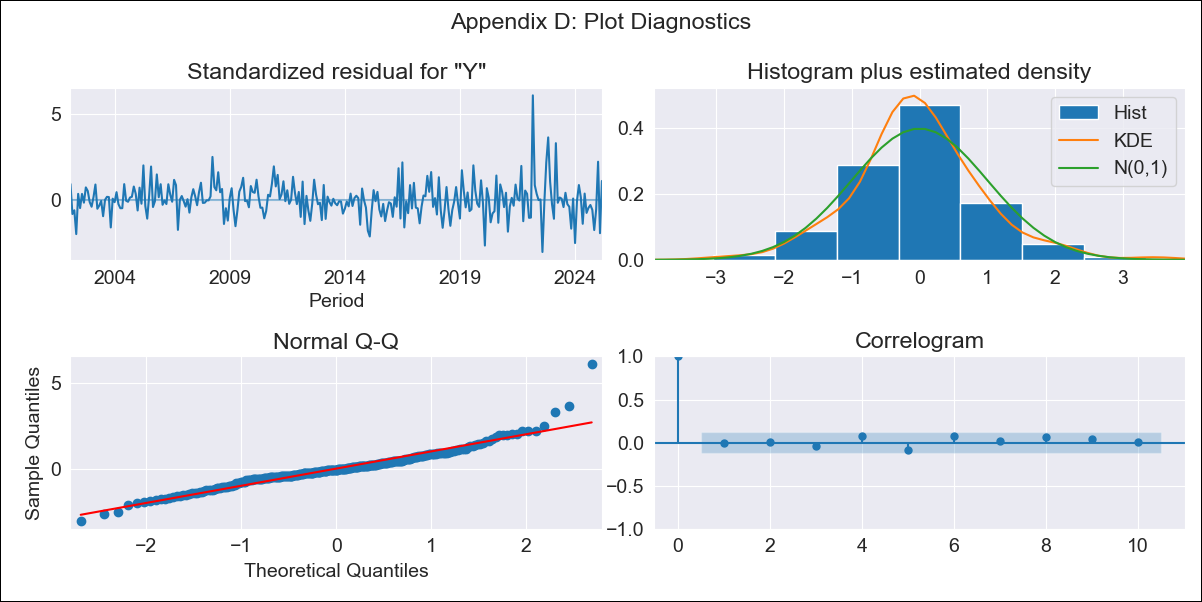 Appendix D: Plot Diagnostics
Standardized residual for "Y"
5
0
2004 2009 2014 2019 2024
Period
Histogram plus estimated density
0.4
0.2
0.0
−3 −2 −1 0 1 2 3
Hist
KDE
N(0,1)
Normal Q-Q
Sample Quantiles
5
0
−2 −1 0 1 2
Theoretical Quantiles
Correlogram
1.0
0.5
0.0
−0.5
−1.0
0 2 4 6 8 10